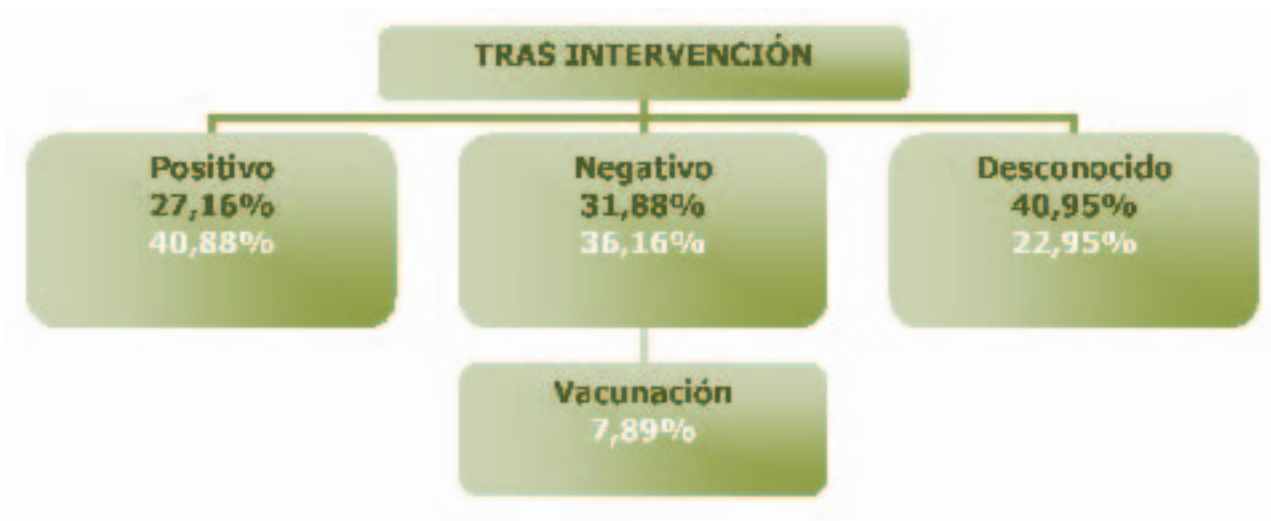 TRAS INTERVENCIÓN
Positivo
27,16%
40,88%
Negativo
31,88%
36,16%
Desconocido
40,95%
22,95%
Vacunación
7,89%